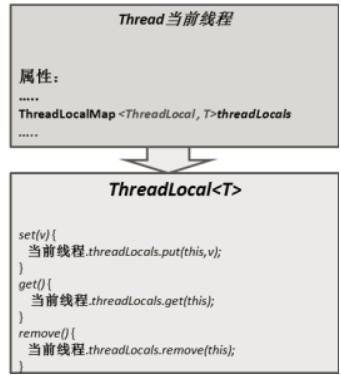 Thread当前线程
属性：
.....
ThreadLocalMap <ThreadLocal , T>threadLocals
.....
ThreadLocal<T>
set(v) {
当前线程.threadLocals.put(this,v);
}
get() {
当前线程.threadLocals.get(this);
}
remove() {
当前线程.threadLocals.remove(this);
}